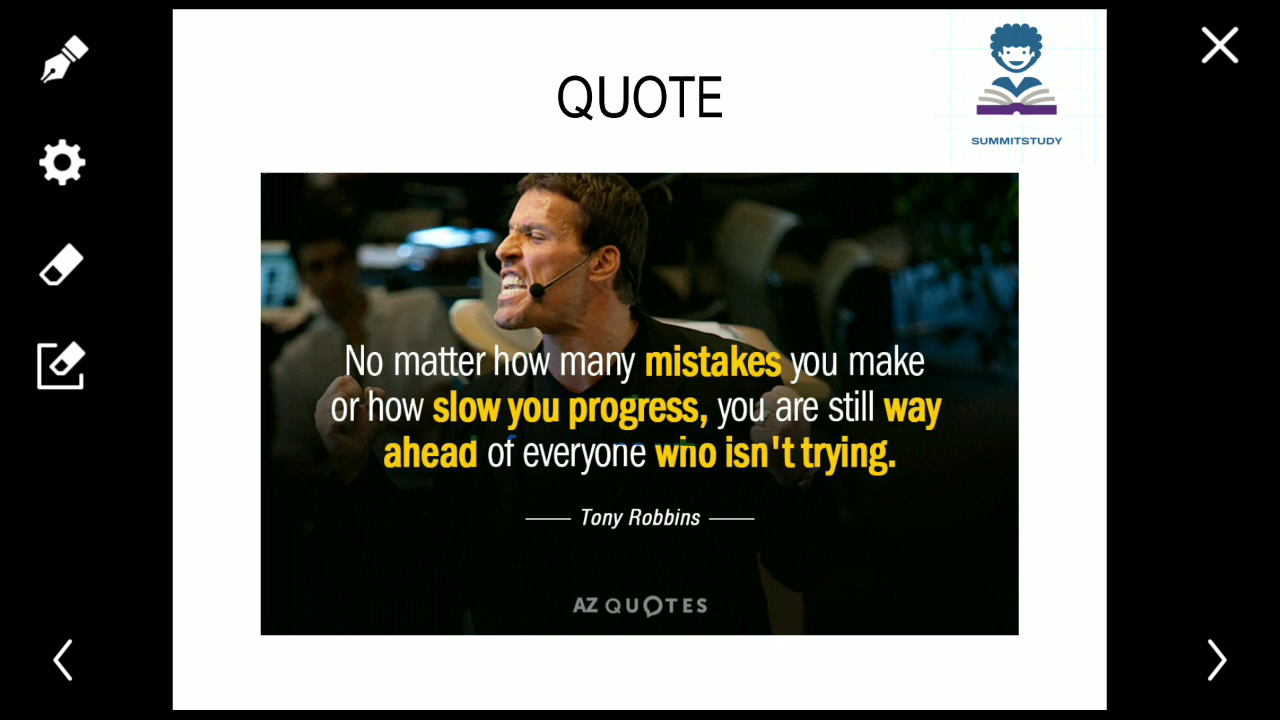 QUOTE
SUMMITSTUDY
No matter how many mistakes you make
or how slow you progress, you are still way
ahead of everyone who isn't trying.
Tony Robbins
AZ QUOTES